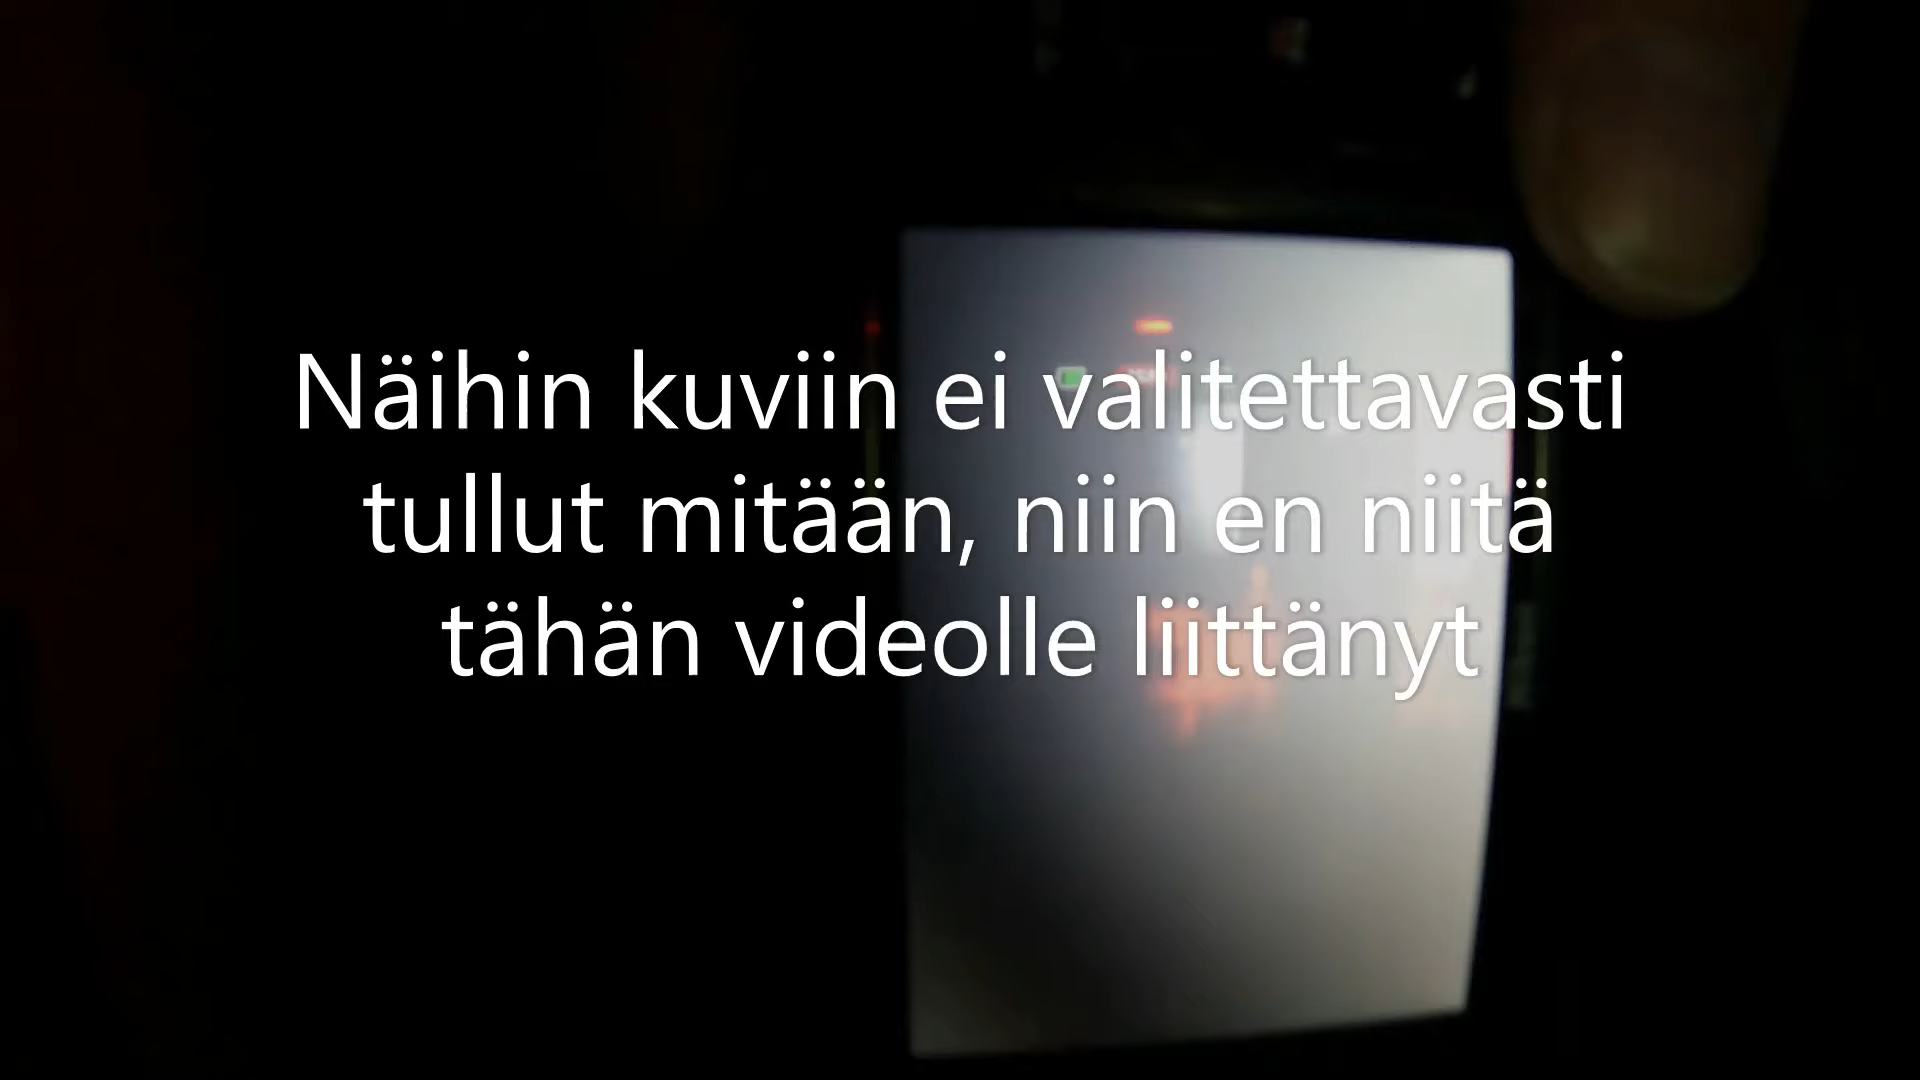 Näihin kuviin ei valitettavasti
tullut mitään, niin en niitä
tähän videolle liittänyt